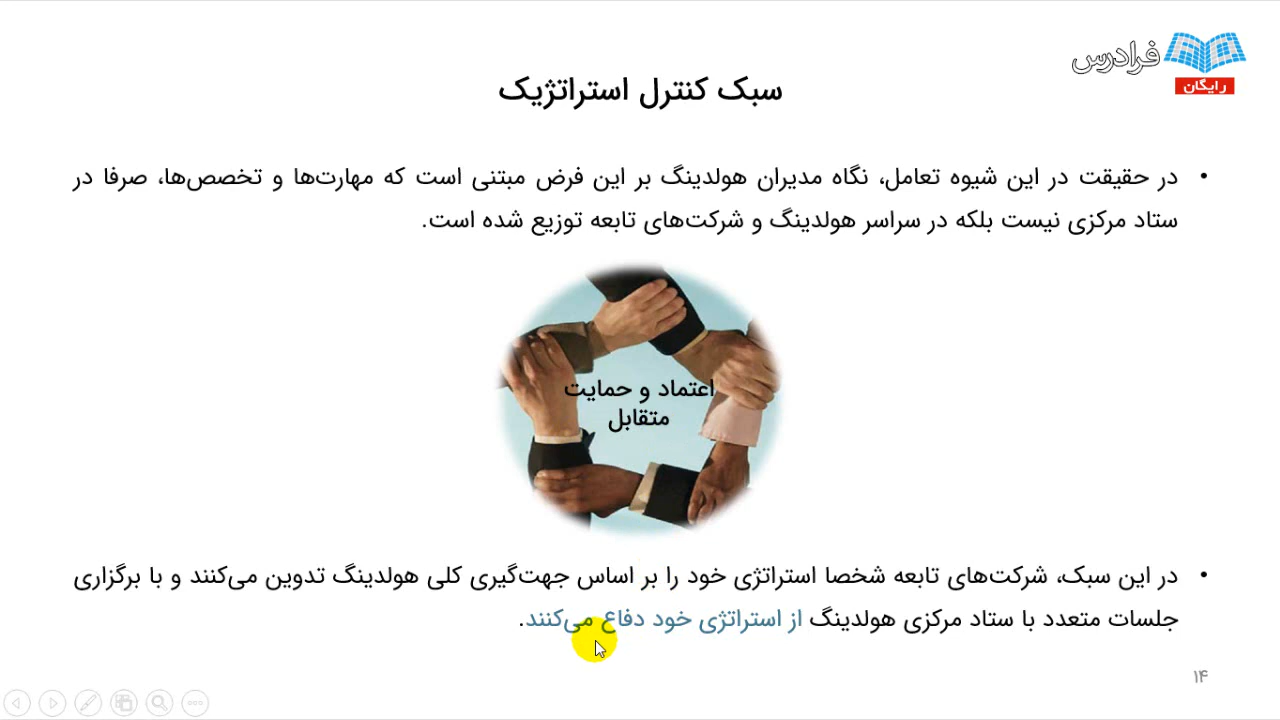 فرادرس
رایگان
سبک کنترل استراتژیک
• در حقیقت در این شیوه تعامل، نگاه مدیران هولدینگ بر این فرض مبتنی است که مهارت‌ها و تخصص‌ها، صرفا در
ستاد مرکزی نیست بلکه در سراسر هولدینگ و شرکت‌های تابعه توزیع شده است.
اعتماد و حمایت
متقابل
• در این سبک، شرکت‌های تابعه شخصا استراتژی خود را بر اساس جهت‌گیری کلی هولدینگ تدوین می‌کنند و با برگزاری
جلسات متعدد با ستاد مرکزی هولدینگ از استراتژی خود دفاع می‌کنند.
۱۴